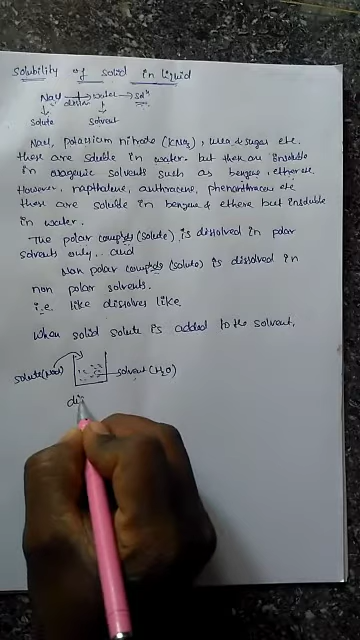 Solubility of solid in liquid
NaCl + water → Soln
dissolve
Solute Solvent
NaCl, potassium nitrate (KNO3), urea & sugar etc.
these are soluble in water. but then are insoluble
in organic solvents such as benzene, ether etc.
However, napthalene, anthracene, phenanthracene etc
these are soluble in benzene & ethere but insoluble
in water.
The polar compds (solute) is dissolved in polar
solvents only.. and
Non polar compds (solute) is dissolved in
non polar solvents.
i.e. like dissolves like
When solid solute is added to the solvent,
solute (NaCl) solvent (H2O)
di